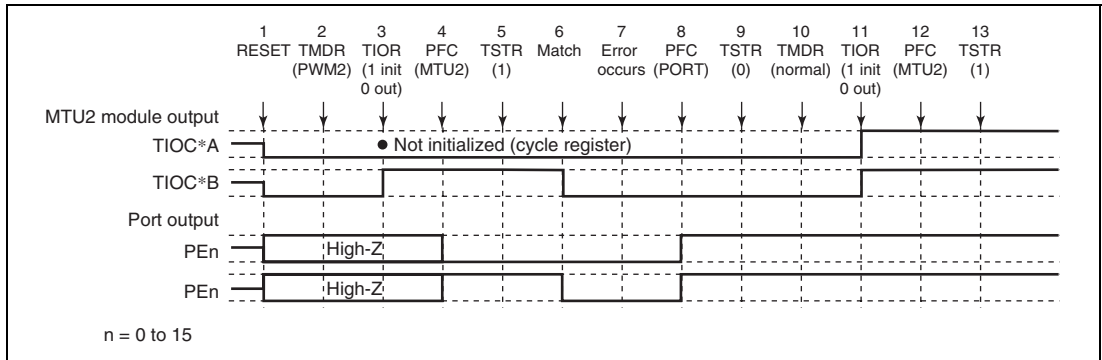 1 2 3 4 5 6 7 8 9 10 11 12 13
RESET TMDR TIOR PFC TSTR Match Error PFC TSTR TMDR TIOR PFC TSTR
(PWM2) (1 init (MTU2) (1) occurs (PORT) (0) (normal) (1 init (MTU2) (1)
0 out) 0 out)
MTU2 module output
TIOC*A ● Not initialized (cycle register)
TIOC*B
Port output
PEn High-Z
PEn High-Z
n = 0 to 15